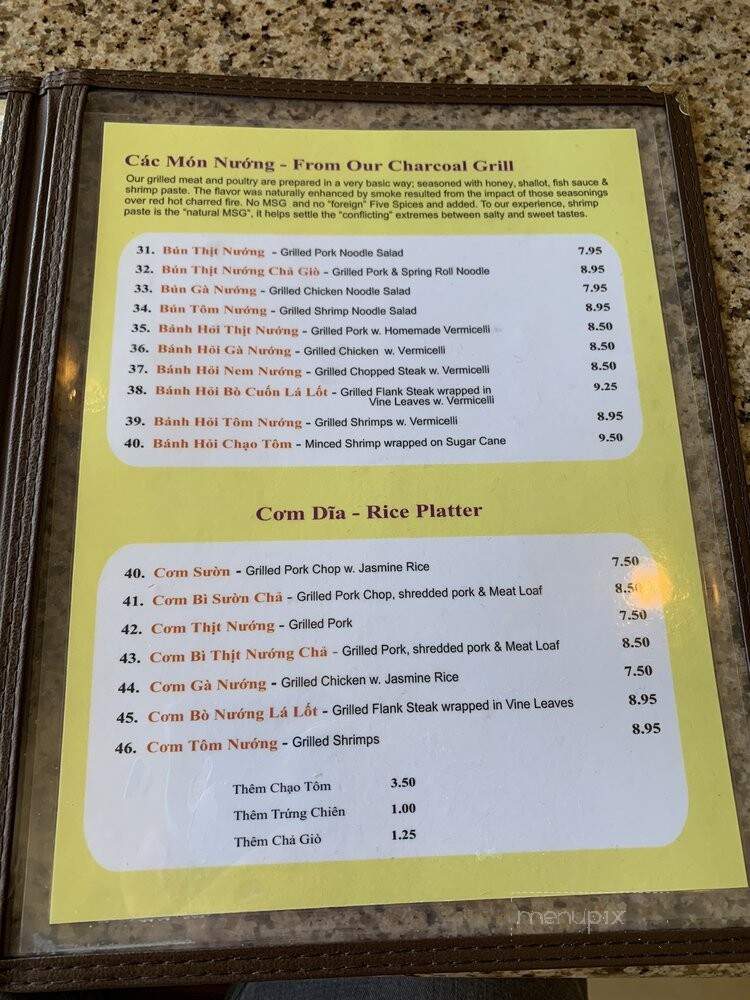 Các Món Nướng - From Our Charcoal Grill
Our grilled meat and poultry are prepared in a very basic way; seasoned with honey, shallot, fish sauce &
shrimp paste. The flavor was naturally enhanced by smoke resulted from the impact of those seasonings
over red hot charred fire. No MSG and no "foreign" Five Spices and added. To our experience, shrimp
paste is the "natural MSG", it helps settle the "conflicting" extremes between salty and sweet tastes.
31. Bún Thịt Nướng - Grilled Pork Noodle Salad 7.95
32. Bún Thịt Nướng Chả Giò - Grilled Pork & Spring Roll Noodle 8.95
33. Bún Gà Nướng - Grilled Chicken Noodle Salad 7.95
34. Bún Tôm Nướng - Grilled Shrimp Noodle Salad 8.95
35. Bánh Hỏi Thịt Nướng - Grilled Pork w. Homemade Vermicelli 8.50
36. Bánh Hỏi Gà Nướng - Grilled Chicken w. Vermicelli 8.50
37. Bánh Hỏi Nem Nướng - Grilled Chopped Steak w. Vermicelli 8.50
38. Bánh Hỏi Bò Cuốn Lá Lốt - Grilled Flank Steak wrapped in 9.25
Vine Leaves w. Vermicelli
39. Bánh Hỏi Tôm Nướng - Grilled Shrimps w. Vermicelli 8.95
40. Bánh Hỏi Chạo Tôm - Minced Shrimp wrapped on Sugar Cane 9.50
Cơm Dĩa - Rice Platter
40. Cơm Sườn - Grilled Pork Chop w. Jasmine Rice 7.50
41. Cơm Bì Sườn Chả - Grilled Pork Chop, shredded pork & Meat Loaf 8.50
42. Cơm Thịt Nướng - Grilled Pork 7.50
43. Cơm Bì Thịt Nướng Chả - Grilled Pork, shredded pork & Meat Loaf 8.50
44. Cơm Gà Nướng - Grilled Chicken w. Jasmine Rice 7.50
45. Cơm Bò Nướng Lá Lốt - Grilled Flank Steak wrapped in Vine Leaves 8.95
46. Cơm Tôm Nướng - Grilled Shrimps 8.95
Thêm Chạo Tôm 3.50
Thêm Trứng Chiên 1.00
Thêm Chả Giò 1.25
menupix